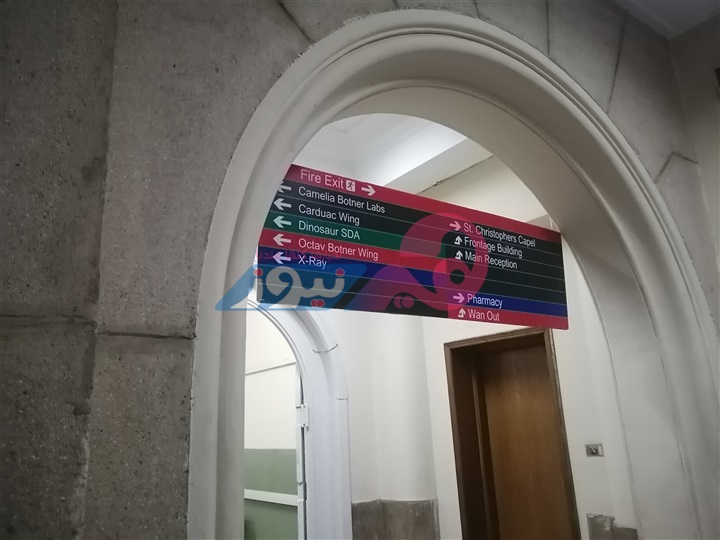 Fire Exit
Camelia Botner Labs
Carduac Wing
Dinosaur SDA
Octav Botner Wing
X-Ray
St. Christophers Capel
Frontage Building
Main Reception
Pharmacy
Wan Out
نیوز